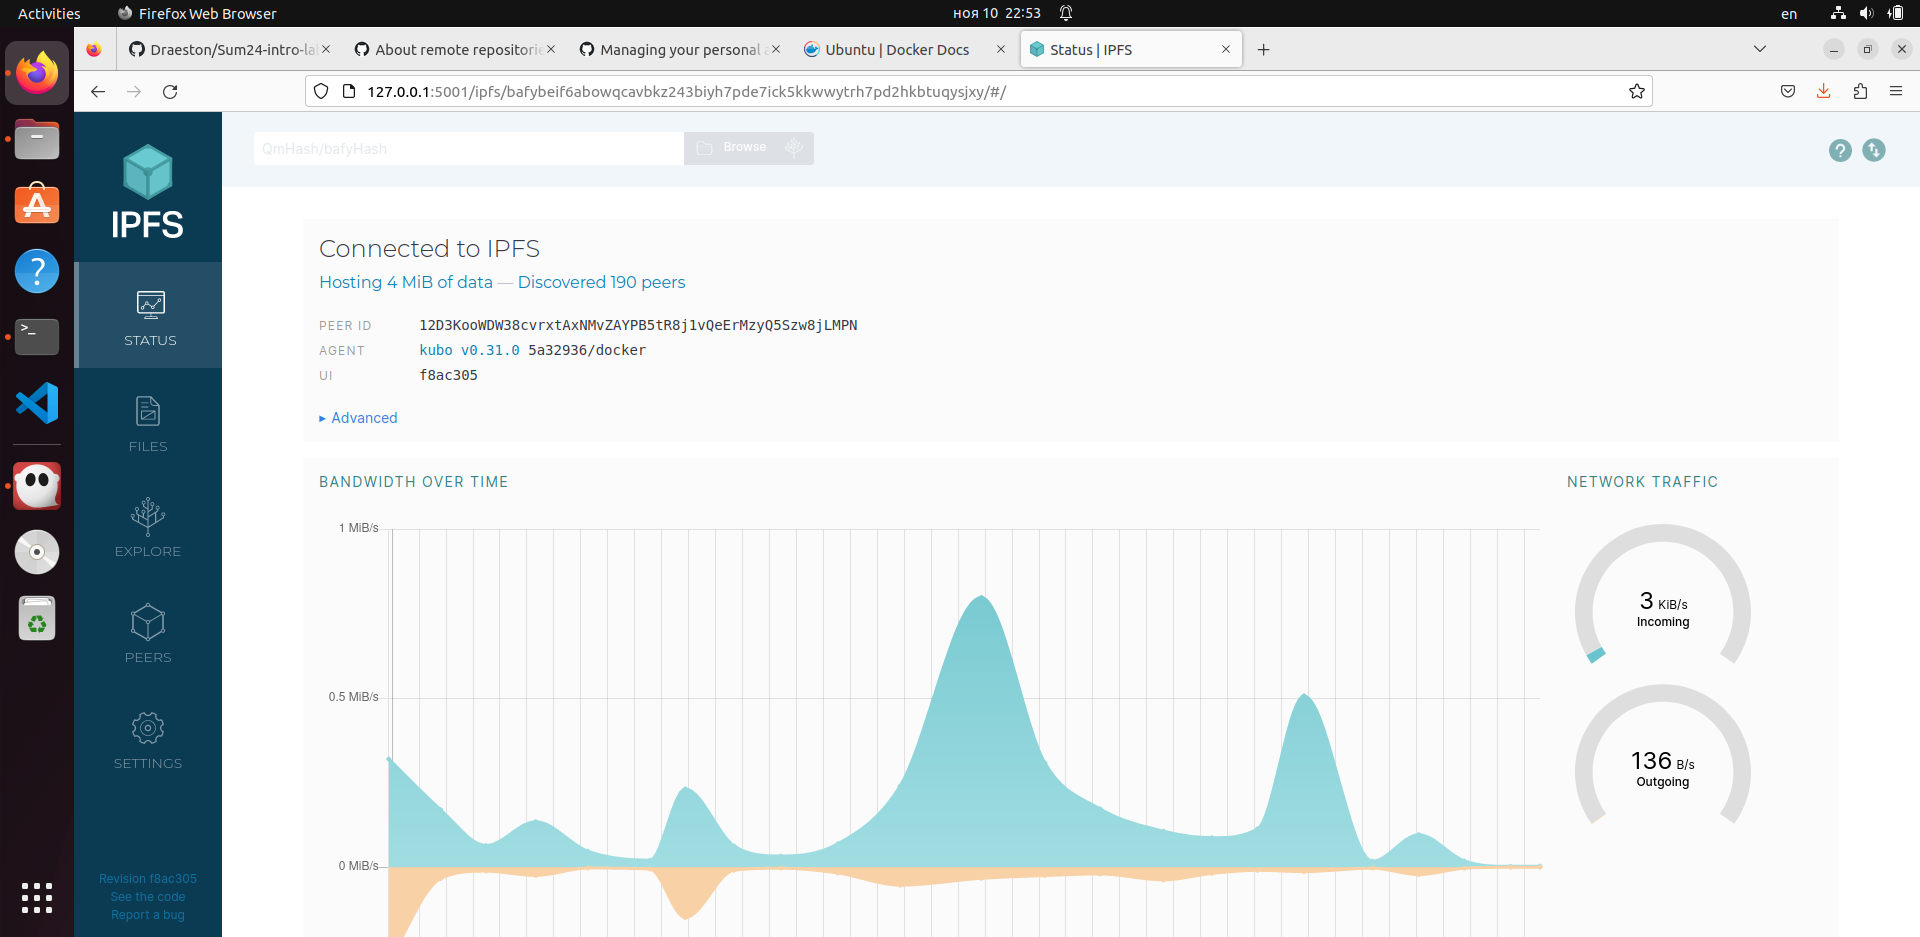 Activities
Firefox Web Browser
ноя 10 22:53
en
Draeston/Sum24-intro-la
About remote repositorie
Managing your personal a
Ubuntu | Docker Docs
Status | IPFS
127.0.0.1:5001/ipfs/bafybeif6abowqcavbkz243biyh7pde7ick5kkwwytrh7pd2hkbtuqysjxy/#/
QmHash/bafyHash
Browse
IPFS
STATUS
FILES
EXPLORE
PEERS
SETTINGS
Revision f8ac305
See the code
Report a bug
Connected to IPFS
Hosting 4 MiB of data — Discovered 190 peers
PEER ID 12D3KooWDW38cvrxtAxNMvZAYPB5tR8j1vQeErMzyQ5Szw8jLMPN
AGENT kubo v0.31.0 5a32936/docker
UI f8ac305
▸ Advanced
BANDWIDTH OVER TIME
1 MiB/s
0.5 MiB/s
0 MiB/s
NETWORK TRAFFIC
3 KiB/s
Incoming
136 B/s
Outgoing